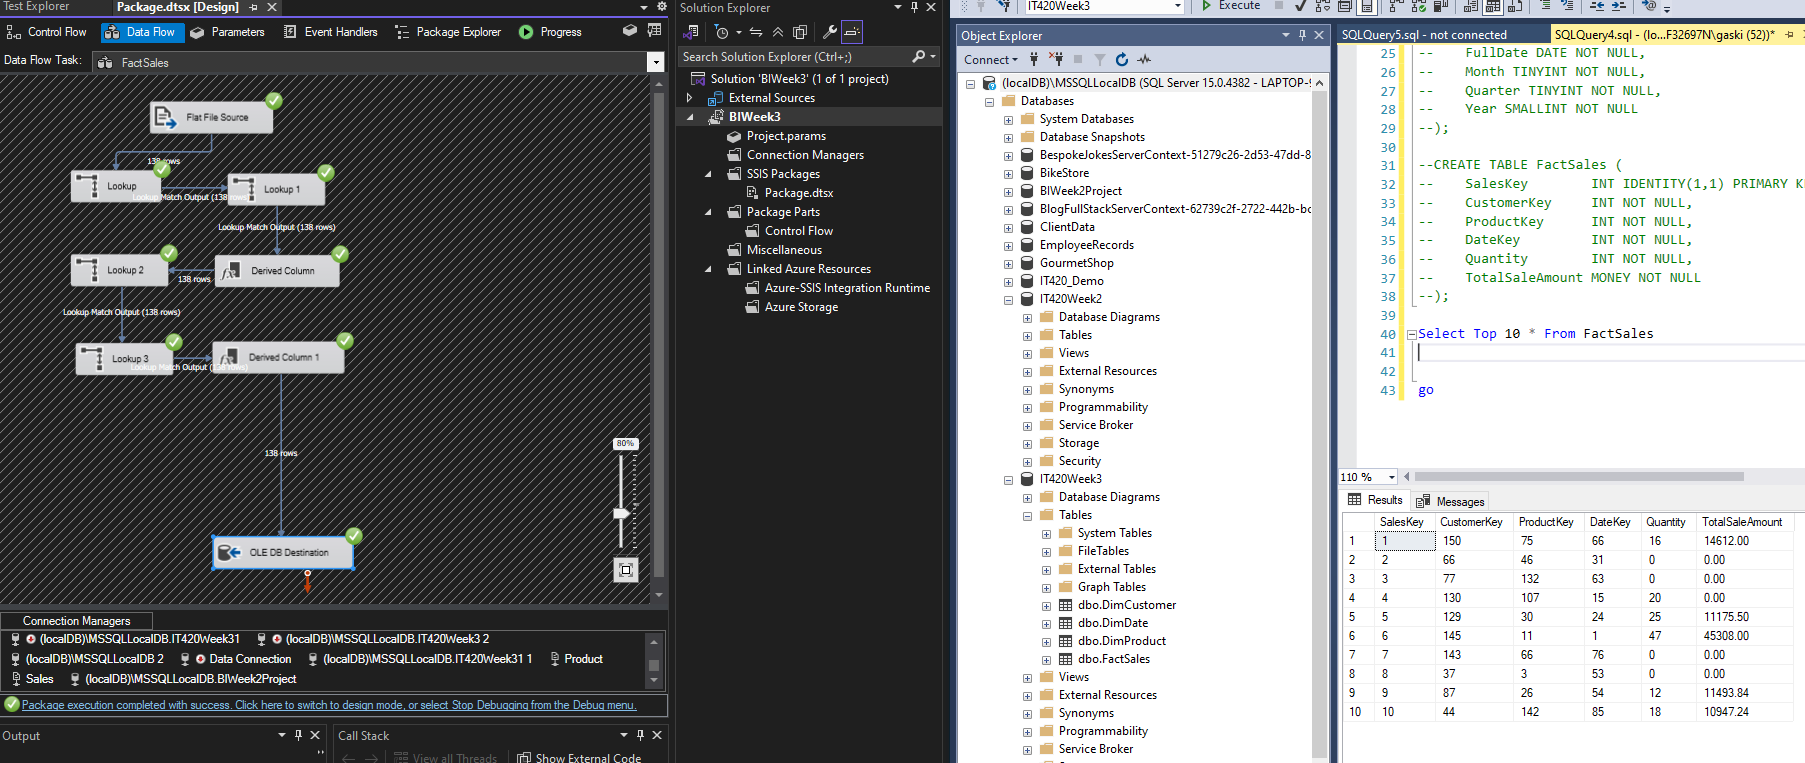 Test Explorer
Package.dtsx [Design]
Control Flow
Data Flow
Parameters
Event Handlers
Package Explorer
Progress
Data Flow Task:
FactSales
Flat File Source
138 rows
Lookup
Lookup 1
Lookup Match Output (138 rows)
Lookup Match Output (138 rows)
Lookup 2
138 rows
Derived Column
Lookup Match Output (138 rows)
Lookup 3
Derived Column 1
Lookup Match Output (138 rows)
138 rows
80%
OLE DB Destination
Connection Managers
(localDB)\MSSQLLocalDB.IT420Week31
(localDB)\MSSQLLocalDB.IT420Week3 2
(localDB)\MSSQLLocalDB 2
Data Connection
(localDB)\MSSQLLocalDB.IT420Week31 1
Product
Sales
(localDB)\MSSQLLocalDB.BIWeek2Project
Package execution completed with success. Click here to switch to design mode, or select Stop Debugging from the Debug menu.
Output
Call Stack
View all Threads
Show External Code
Solution Explorer
Search Solution Explorer (Ctrl+;)
Solution 'BIWeek3' (1 of 1 project)
External Sources
BIWeek3
Project.params
Connection Managers
SSIS Packages
Package.dtsx
Package Parts
Control Flow
Miscellaneous
Linked Azure Resources
Azure-SSIS Integration Runtime
Azure Storage
IT420Week3
Execute
Object Explorer
Connect
(localDB)\MSSQLLocalDB (SQL Server 15.0.4382 - LAPTOP-
Databases
System Databases
Database Snapshots
BespokeJokesServerContext-51279c26-2d53-47dd-8
BikeStore
BIWeek2Project
BlogFullStackServerContext-62739c2f-2722-442b-bc
ClientData
EmployeeRecords
GourmetShop
IT420_Demo
IT420Week2
Database Diagrams
Tables
Views
External Resources
Synonyms
Programmability
Service Broker
Storage
Security
IT420Week3
Database Diagrams
Tables
System Tables
FileTables
External Tables
Graph Tables
dbo.DimCustomer
dbo.DimDate
dbo.DimProduct
dbo.FactSales
Views
External Resources
Synonyms
Programmability
Service Broker
SQLQuery5.sql - not connected
SQLQuery4.sql - (lo...F32697N\gaski (52))*
25 -- FullDate DATE NOT NULL,
26 -- Month TINYINT NOT NULL,
27 -- Quarter TINYINT NOT NULL,
28 -- Year SMALLINT NOT NULL
29 --);
30
31 --CREATE TABLE FactSales (
32 -- SalesKey INT IDENTITY(1,1) PRIMARY K
33 -- CustomerKey INT NOT NULL,
34 -- ProductKey INT NOT NULL,
35 -- DateKey INT NOT NULL,
36 -- Quantity INT NOT NULL,
37 -- TotalSaleAmount MONEY NOT NULL
38 --);
39
40 Select Top 10 * From FactSales
41
42
43 go
110 %
Results
Messages
SalesKey CustomerKey ProductKey DateKey Quantity TotalSaleAmount
1 1 150 75 66 16 14612.00
2 2 66 46 31 0 0.00
3 3 77 132 63 0 0.00
4 4 130 107 15 20 0.00
5 5 129 30 24 25 11175.50
6 6 145 11 1 47 45308.00
7 7 143 66 76 0 0.00
8 8 37 3 53 0 0.00
9 9 87 26 54 12 11493.84
10 10 44 142 85 18 10947.24